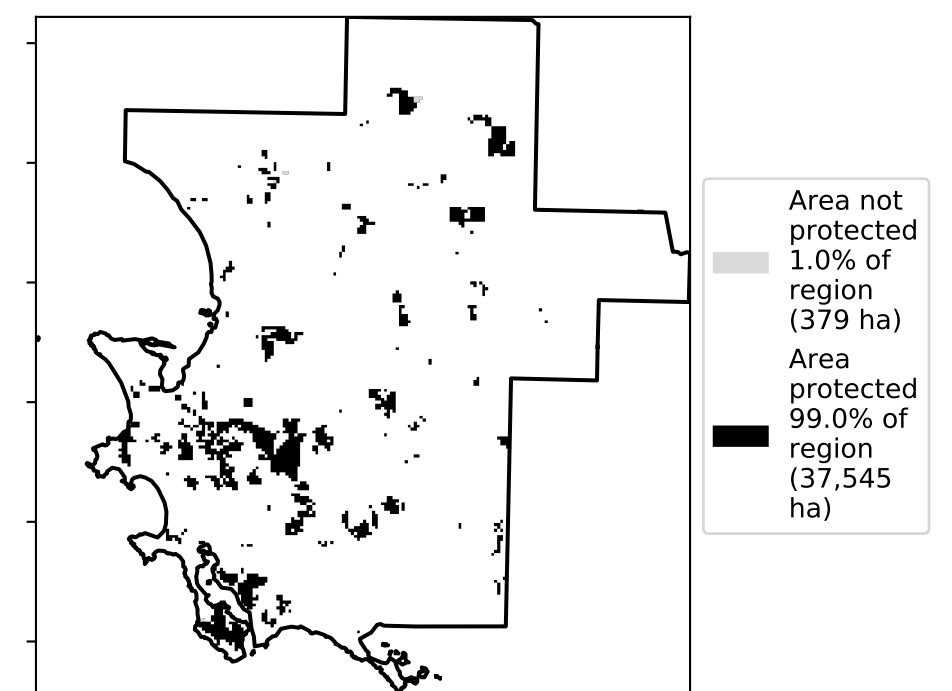 Area not
protected
1.0% of
region
(379 ha)
Area
protected
99.0% of
region
(37,545
ha)